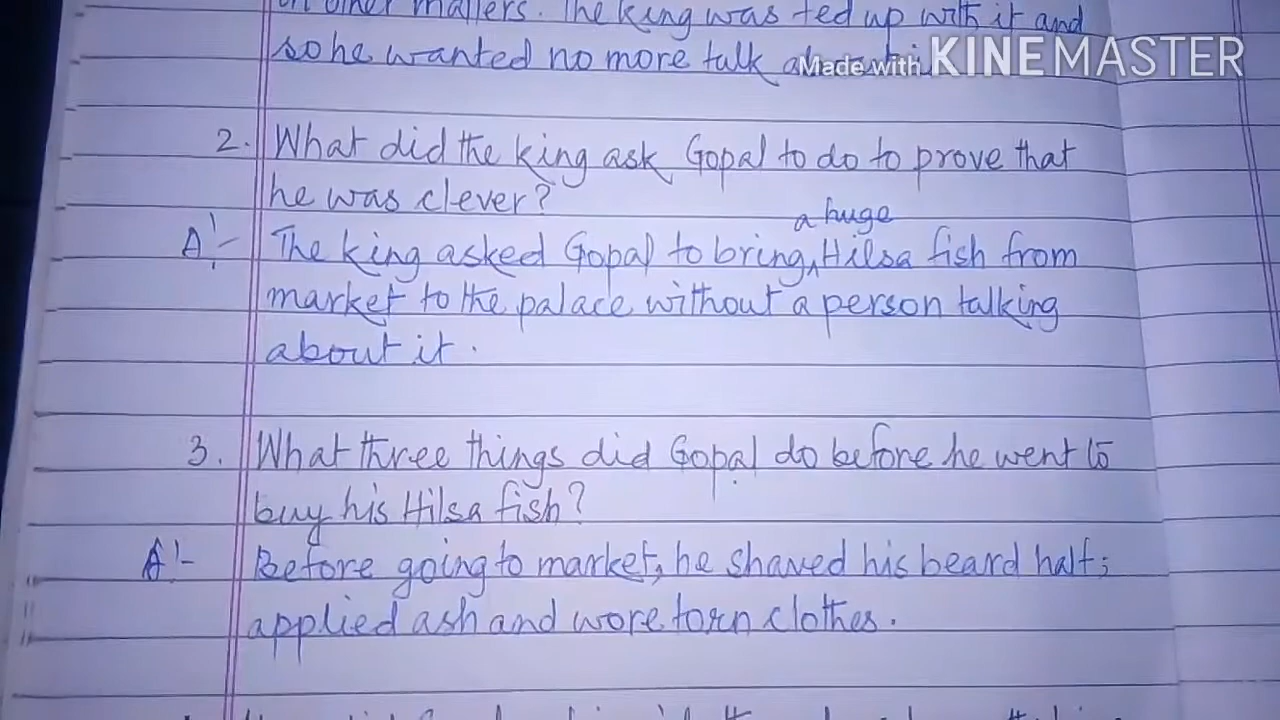 on other matters. The king was fed up with it and
so he wanted no more talk
Made with KINEMASTER
2. What did the king ask Gopal to do to prove that
he was clever?
a huge
A:- The king asked Gopal to bring ^ Hilsa fish from
market to the palace without a person talking
about it.
3. What three things did Gopal do before he went to
buy his Hilsa fish?
A:- Before going to market, he shaved his beard half;
applied ash and wore torn clothes.